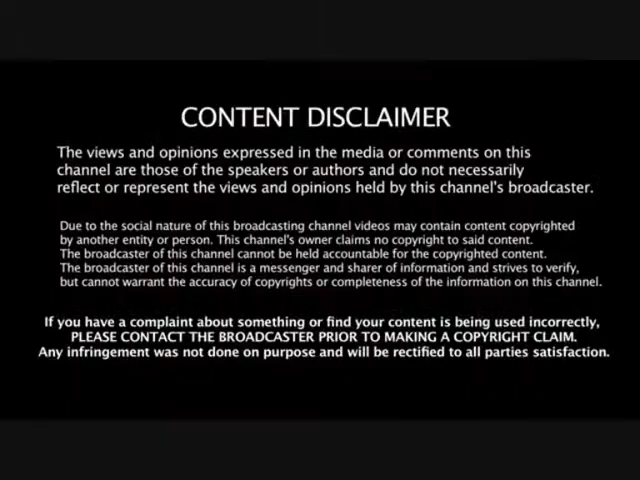 CONTENT DISCLAIMER
The views and opinions expressed in the media or comments on this
channel are those of the speakers or authors and do not necessarily
reflect or represent the views and opinions held by this channel's broadcaster.
Due to the social nature of this broadcasting channel videos may contain content copyrighted
by another entity or person. This channel's owner claims no copyright to said content.
The broadcaster of this channel cannot be held accountable for the copyrighted content.
The broadcaster of this channel is a messenger and sharer of information and strives to verify,
but cannot warrant the accuracy of copyrights or completeness of the information on this channel.
If you have a complaint about something or find your content is being used incorrectly,
PLEASE CONTACT THE BROADCASTER PRIOR TO MAKING A COPYRIGHT CLAIM.
Any infringement was not done on purpose and will be rectified to all parties satisfaction.